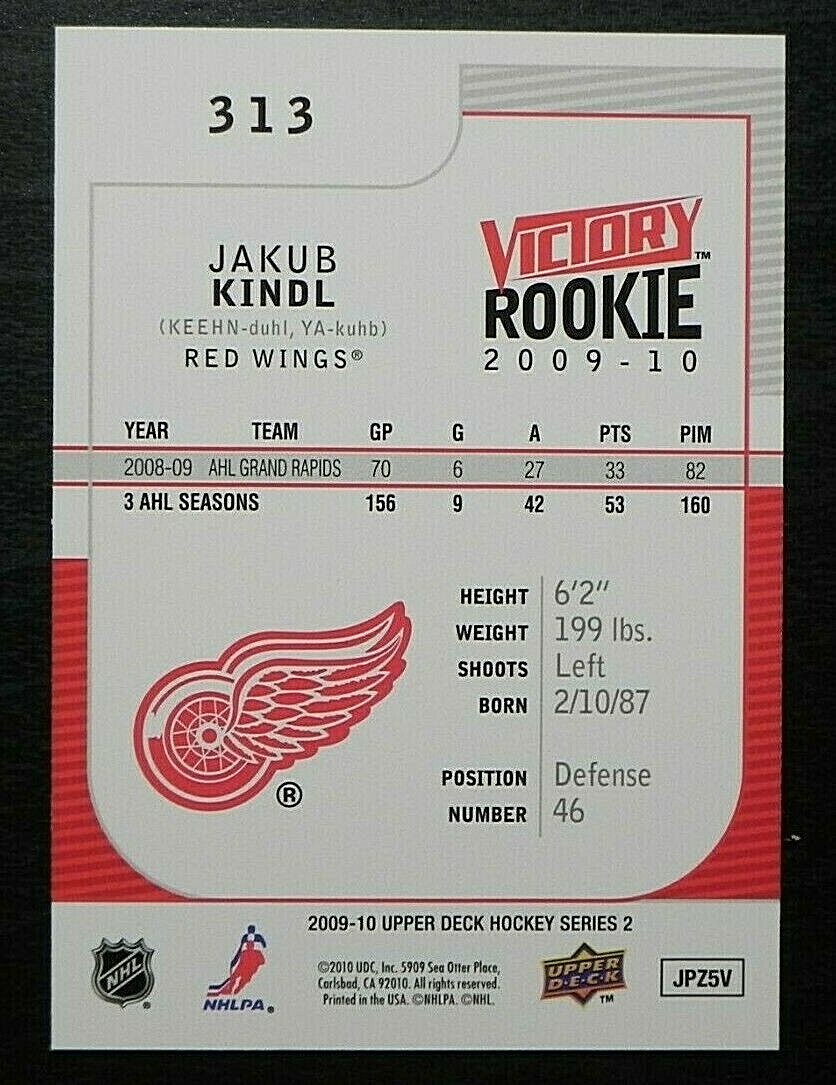 313
JAKUB
KINDL
(KEEHN-duhl, YA-kuhb)
RED WINGS®
VICTORY™
ROOKIE
2009-10
YEAR TEAM GP G A PTS PIM
2008-09 AHL GRAND RAPIDS 70 6 27 33 82
3 AHL SEASONS 156 9 42 53 160
HEIGHT 6'2"
WEIGHT 199 lbs.
SHOOTS Left
BORN 2/10/87
POSITION Defense
NUMBER 46
®
2009-10 UPPER DECK HOCKEY SERIES 2
NHL®
NHLPA®
©2010 UDC, Inc. 5909 Sea Otter Place,
Carlsbad, CA 92010. All rights reserved.
Printed in the USA. ©NHLPA. ©NHL.
UPPER
DECK™
JPZ5V